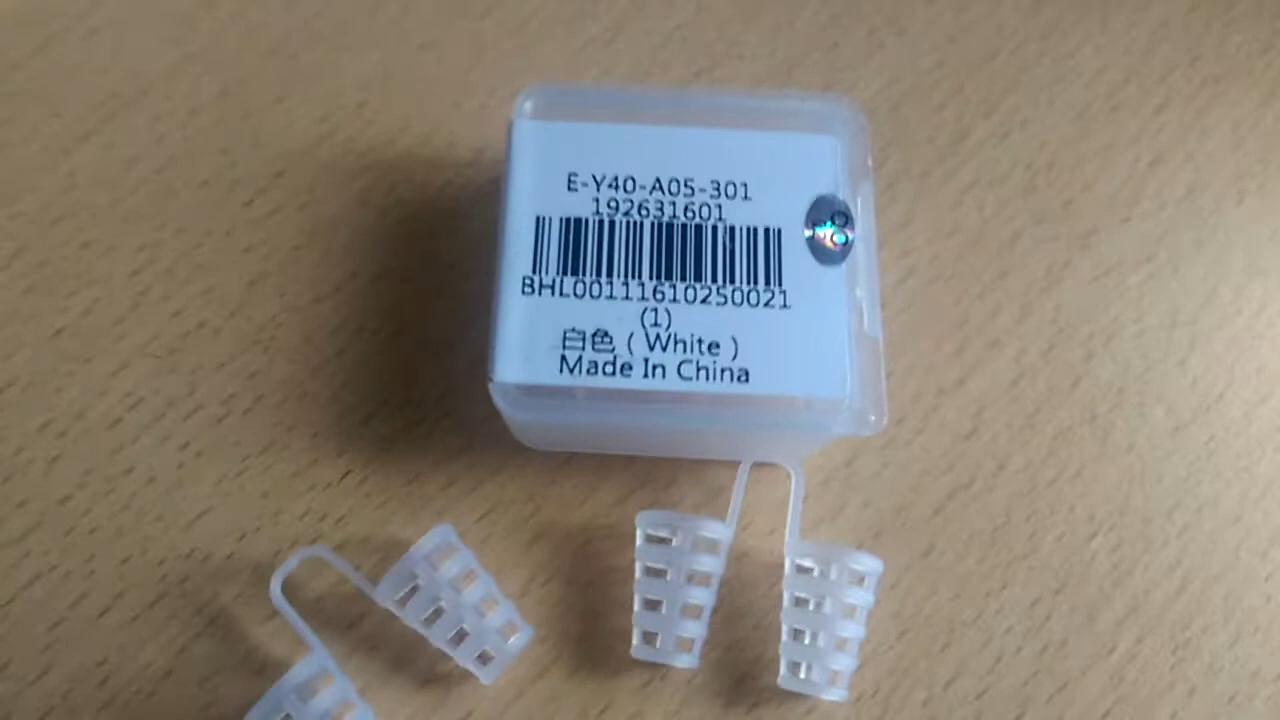 E-Y40-A05-301
192631601
BHL00111610250021
(1)
白色 ( White )
Made In China